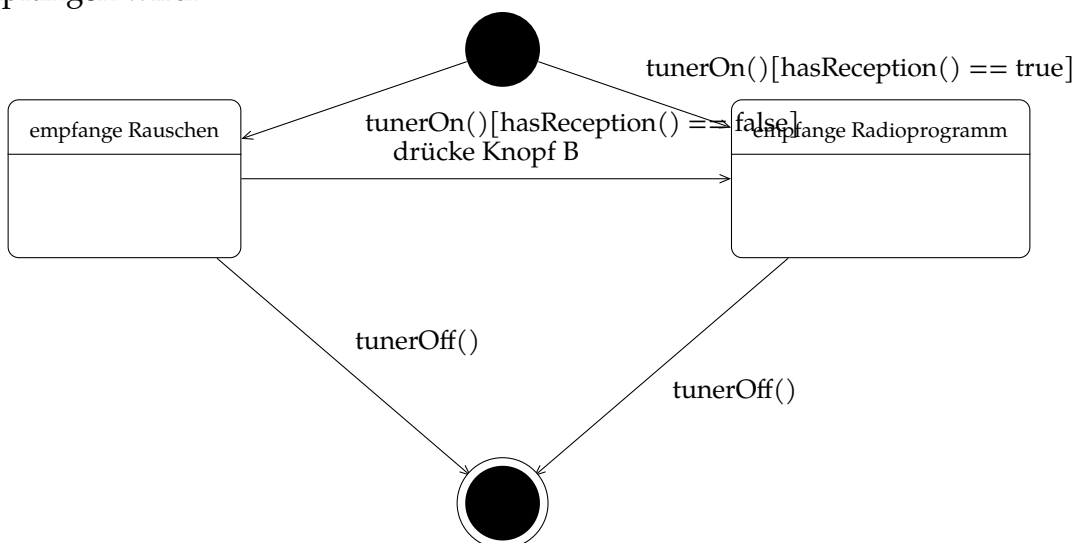 tunerOn()[hasReception() == true]
empfange Rauschen
tunerOn()[hasReception() == false]
empfange Radioprogramm
drücke Knopf B
tunerOff()
tunerOff()